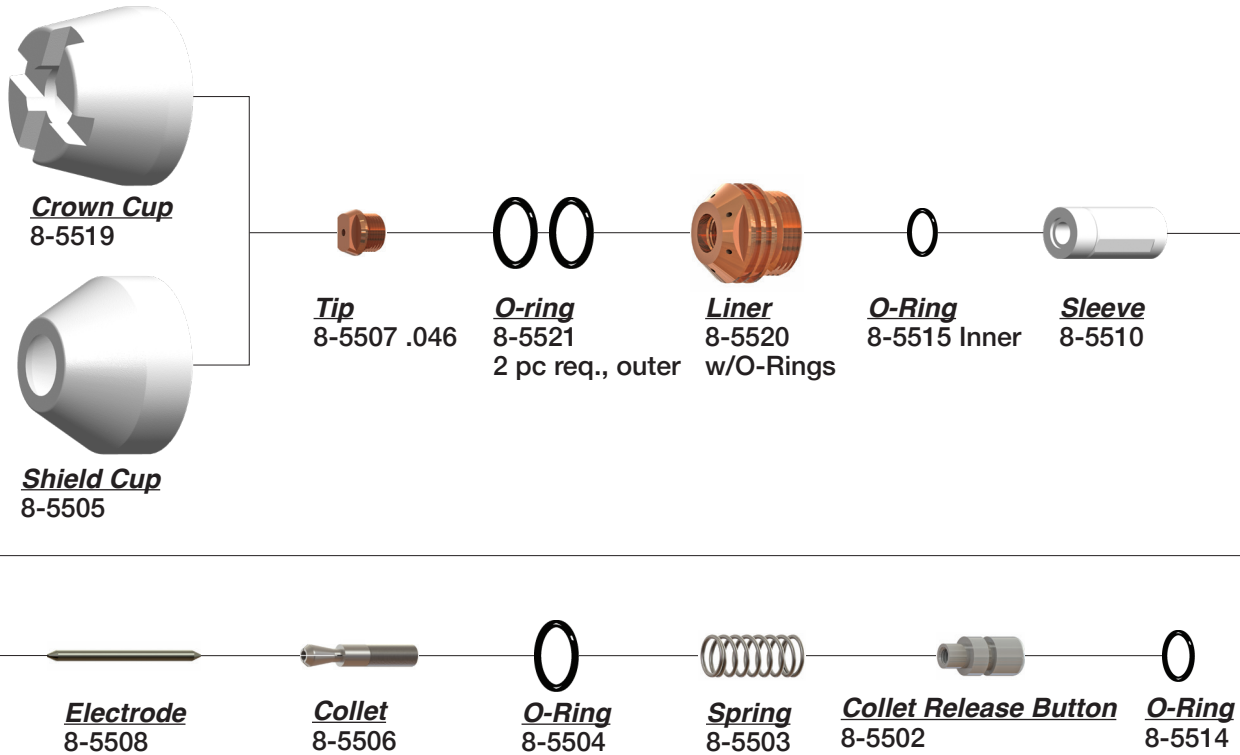 Crown Cup
8-5519
Tip
8-5507 .046
O-ring
8-5521
2 pc req., outer
Liner
8-5520
w/O-Rings
O-Ring
8-5515 Inner
Sleeve
8-5510
Shield Cup
8-5505
Electrode
8-5508
Collet
8-5506
O-Ring
8-5504
Spring
8-5503
Collet Release Button
8-5502
O-Ring
8-5514